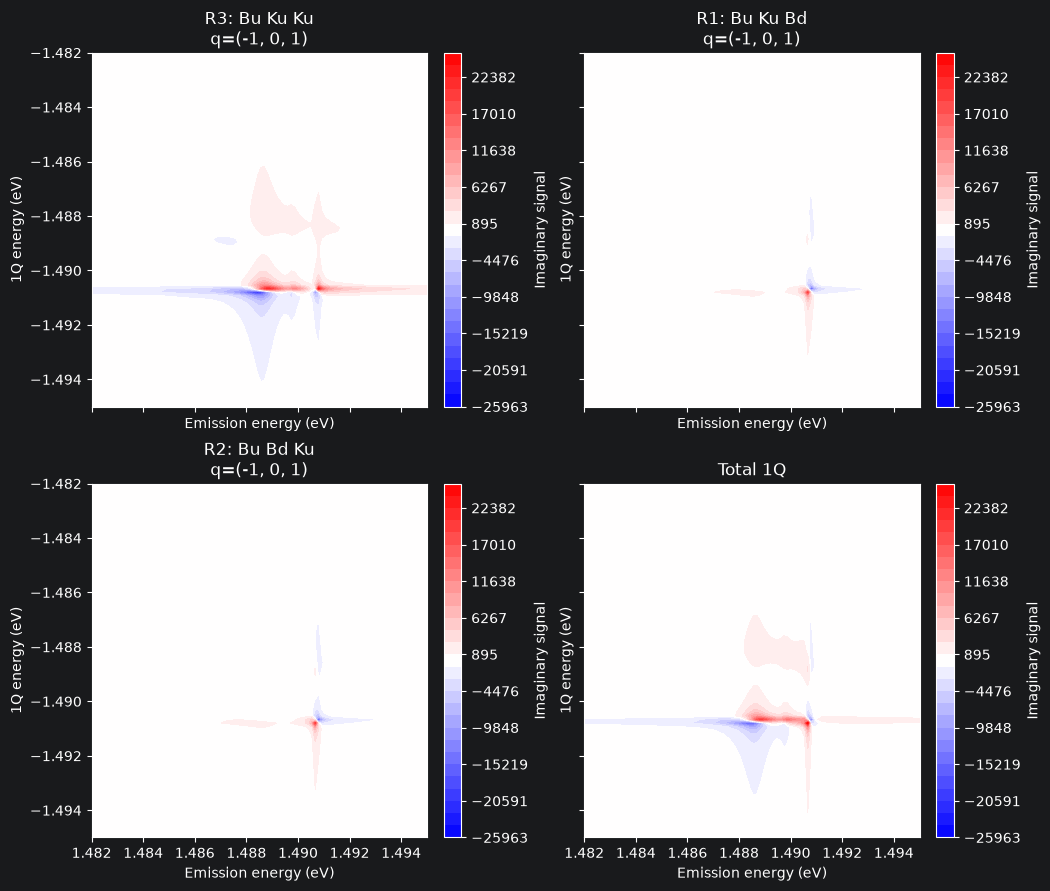 R3: Bu Ku Ku
q=(-1, 0, 1)
−1.482
−1.484
−1.486
−1.488
−1.490
−1.492
−1.494
1Q energy (eV)
Emission energy (eV)
22382
17010
11638
6267
895
−4476
−9848
−15219
−20591
−25963
Imaginary signal
R1: Bu Ku Bd
q=(-1, 0, 1)
1Q energy (eV)
Emission energy (eV)
22382
17010
11638
6267
895
−4476
−9848
−15219
−20591
−25963
Imaginary signal
R2: Bu Bd Ku
q=(-1, 0, 1)
−1.482
−1.484
−1.486
−1.488
−1.490
−1.492
−1.494
1Q energy (eV)
1.482 1.484 1.486 1.488 1.490 1.492 1.494
Emission energy (eV)
22382
17010
11638
6267
895
−4476
−9848
−15219
−20591
−25963
Imaginary signal
Total 1Q
1Q energy (eV)
1.482 1.484 1.486 1.488 1.490 1.492 1.494
Emission energy (eV)
22382
17010
11638
6267
895
−4476
−9848
−15219
−20591
−25963
Imaginary signal